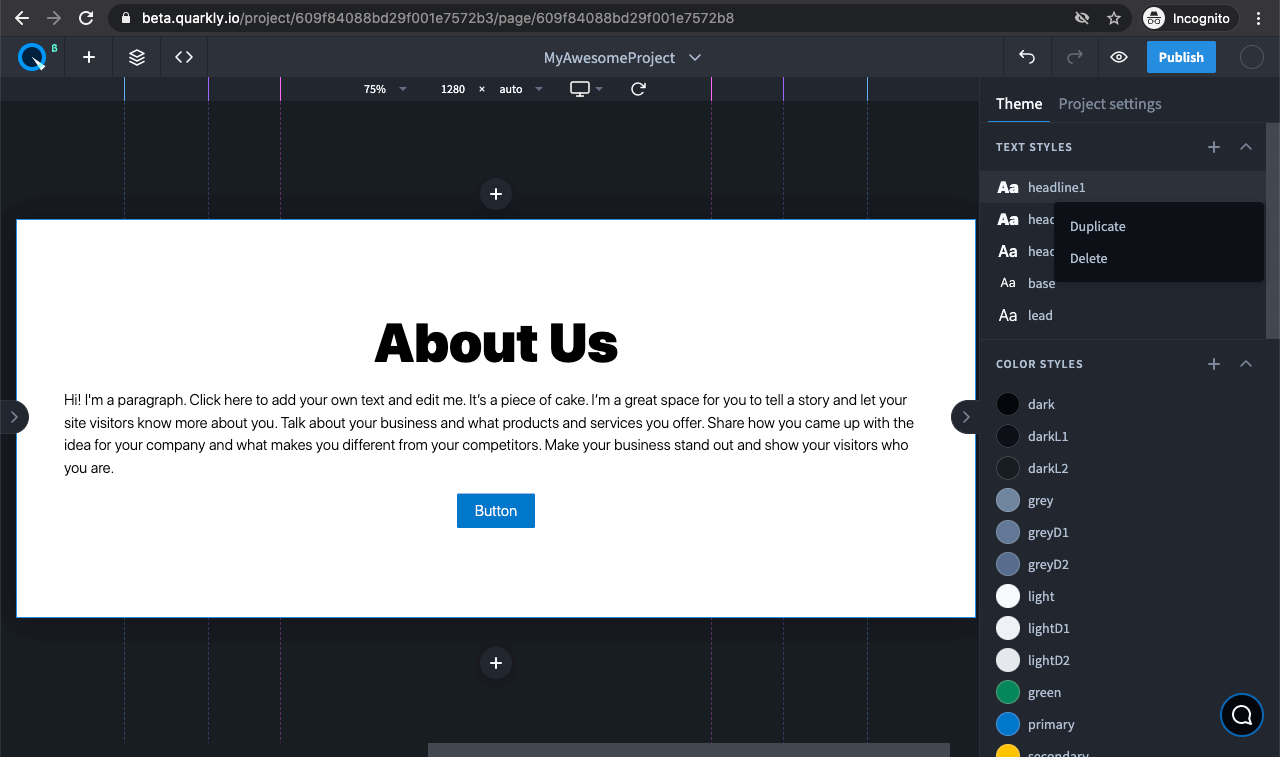 beta.quarkly.io/project/609f84088bd29f001e7572b3/page/609f84088bd29f001e7572b8
Incognito
β
MyAwesomeProject
Publish
75%
1280 × auto
Theme
Project settings
TEXT STYLES
Aa headline1
Aa head
Aa head
Aa base
Aa lead
Duplicate
Delete
About Us
Hi! I'm a paragraph. Click here to add your own text and edit me. It’s a piece of cake. I’m a great space for you to tell a story and let your
site visitors know more about you. Talk about your business and what products and services you offer. Share how you came up with the
idea for your company and what makes you different from your competitors. Make your business stand out and show your visitors who
you are.
Button
COLOR STYLES
dark
darkL1
darkL2
grey
greyD1
greyD2
light
lightD1
lightD2
green
primary
secondary